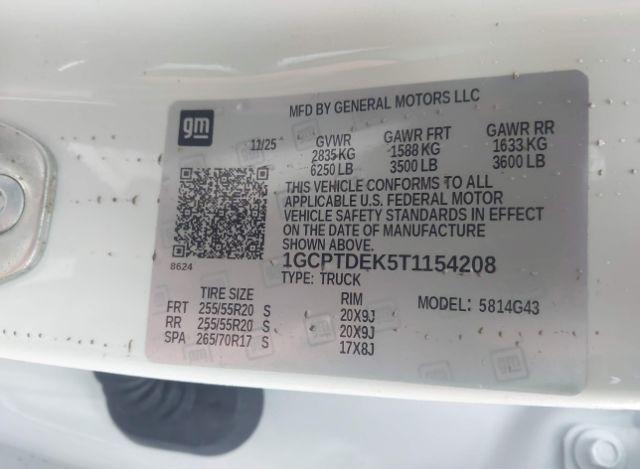 MFD BY GENERAL MOTORS LLC
gm
11/25 GVWR GAWR FRT GAWR RR
2835 KG 1588 KG 1633 KG
6250 LB 3500 LB 3600 LB
THIS VEHICLE CONFORMS TO ALL
APPLICABLE U.S. FEDERAL MOTOR
VEHICLE SAFETY STANDARDS IN EFFECT
ON THE DATE OF MANUFACTURE
SHOWN ABOVE.
8624
1GCPTDEK5T1154208
TYPE: TRUCK
TIRE SIZE RIM MODEL: 5814G43
FRT 255/55R20 S 20X9J
RR 255/55R20 S 20X9J
SPA 265/70R17 S 17X8J